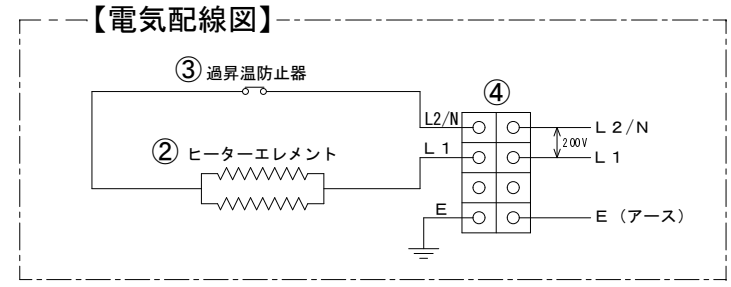 【電気配線図】
③ 過昇温防止器
④
L2/N
L 2/N
200V
② ヒーターエレメント
L 1
L 1
E
E (アース)